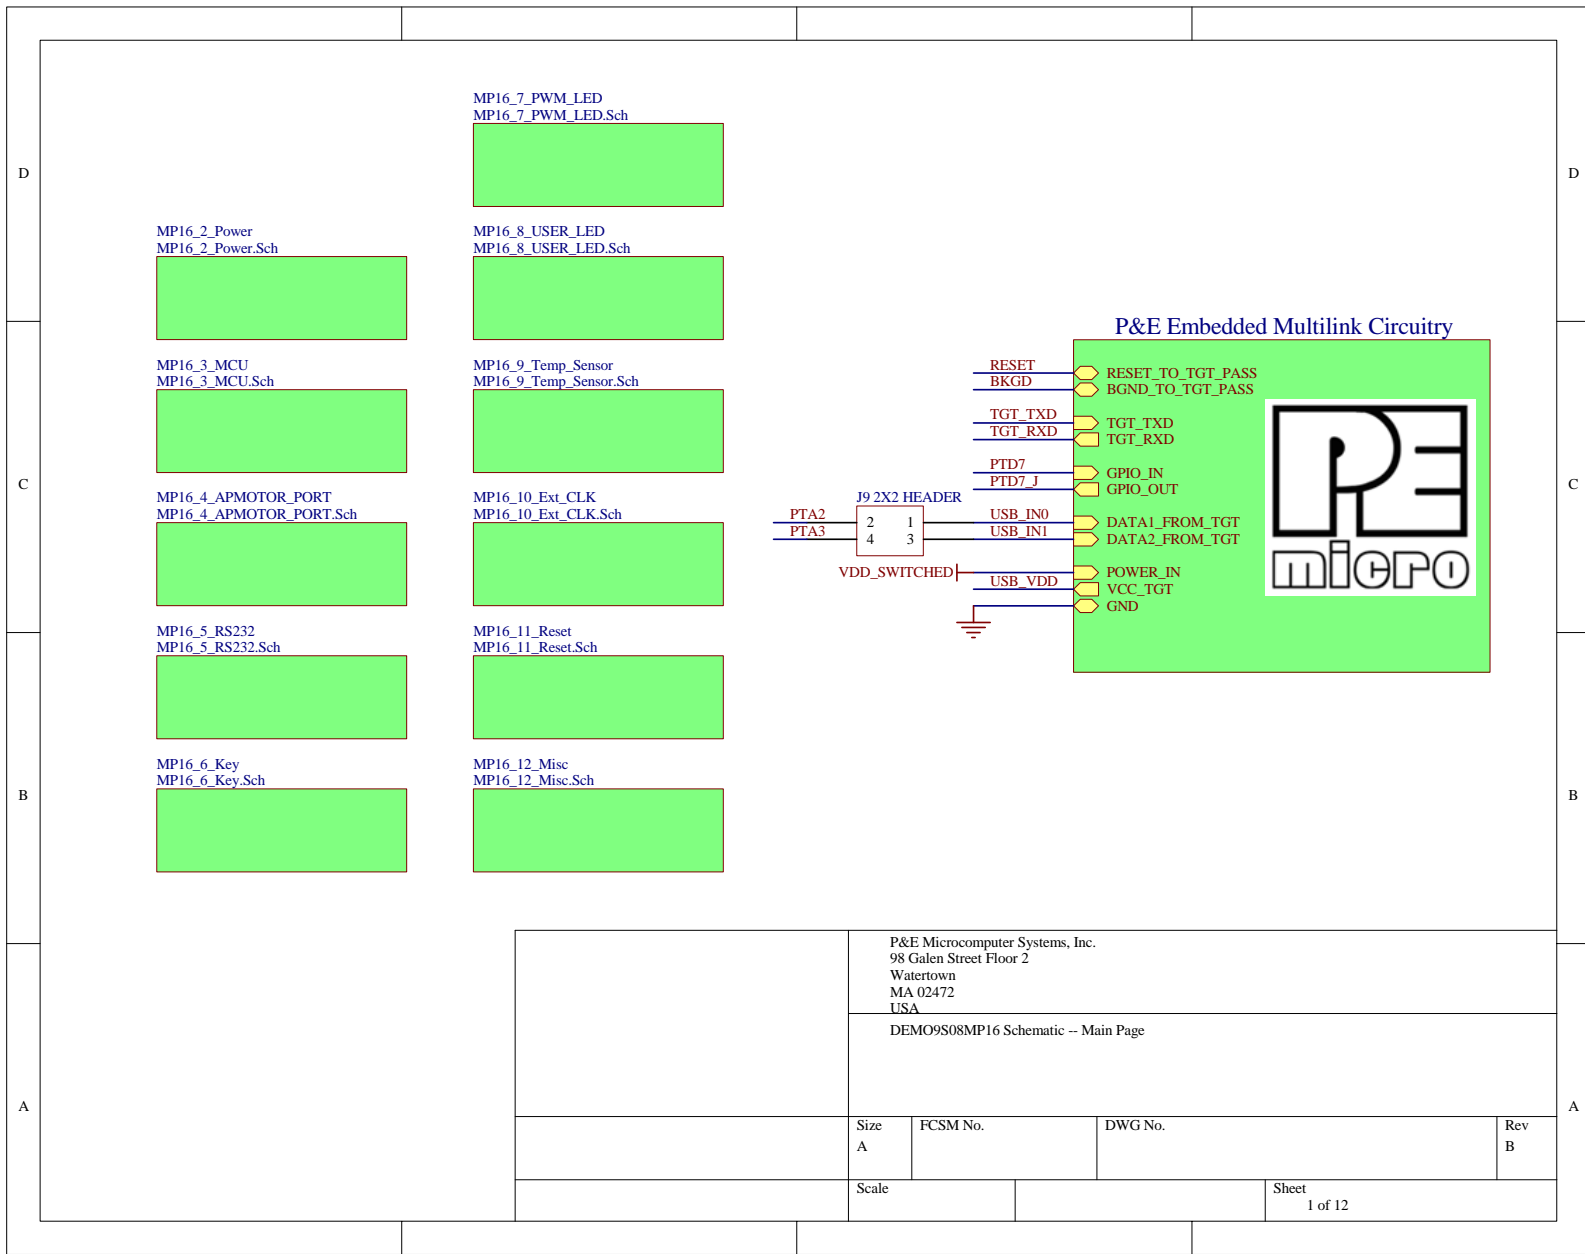 MP16_7_PWM_LED
MP16_7_PWM_LED.Sch
D
D
MP16_2_Power
MP16_2_Power.Sch
MP16_8_USER_LED
MP16_8_USER_LED.Sch
P&E Embedded Multilink Circuitry
MP16_3_MCU
MP16_3_MCU.Sch
MP16_9_Temp_Sensor
MP16_9_Temp_Sensor.Sch
RESET
RESET_TO_TGT_PASS
BKGD
BGND_TO_TGT_PASS
TGT_TXD
TGT_TXD
TGT_RXD
TGT_RXD
PTD7
GPIO_IN
PTD7_J
GPIO_OUT
PE
micro
C
C
MP16_4_APMOTOR_PORT
MP16_4_APMOTOR_PORT.Sch
MP16_10_Ext_CLK
MP16_10_Ext_CLK.Sch
J9 2X2 HEADER
PTA2
2 1
USB_IN0
DATA1_FROM_TGT
PTA3
4 3
USB_IN1
DATA2_FROM_TGT
VDD_SWITCHED
POWER_IN
USB_VDD
VCC_TGT
GND
MP16_5_RS232
MP16_5_RS232.Sch
MP16_11_Reset
MP16_11_Reset.Sch
MP16_6_Key
MP16_6_Key.Sch
MP16_12_Misc
MP16_12_Misc.Sch
B
B
P&E Microcomputer Systems, Inc.
98 Galen Street Floor 2
Watertown
MA 02472
USA
DEMO9S08MP16 Schematic -- Main Page
A
A
Size
A
FCSM No.
DWG No.
Rev
B
Scale
Sheet
1 of 12